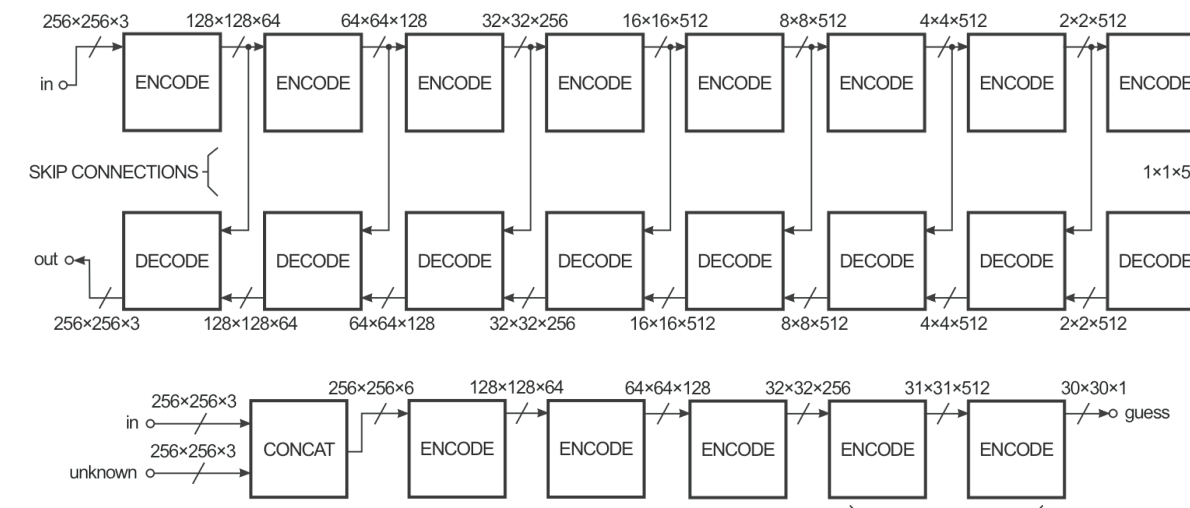 256×256×3 128×128×64 64×64×128 32×32×256 16×16×512 8×8×512 4×4×512 2×2×512
in ENCODE ENCODE ENCODE ENCODE ENCODE ENCODE ENCODE ENCODE
SKIP CONNECTIONS 1×1×5
out DECODE DECODE DECODE DECODE DECODE DECODE DECODE DECODE
256×256×3 128×128×64 64×64×128 32×32×256 16×16×512 8×8×512 4×4×512 2×2×512
256×256×3 256×256×6 128×128×64 64×64×128 32×32×256 31×31×512 30×30×1
in guess
256×256×3 CONCAT ENCODE ENCODE ENCODE ENCODE ENCODE
unknown